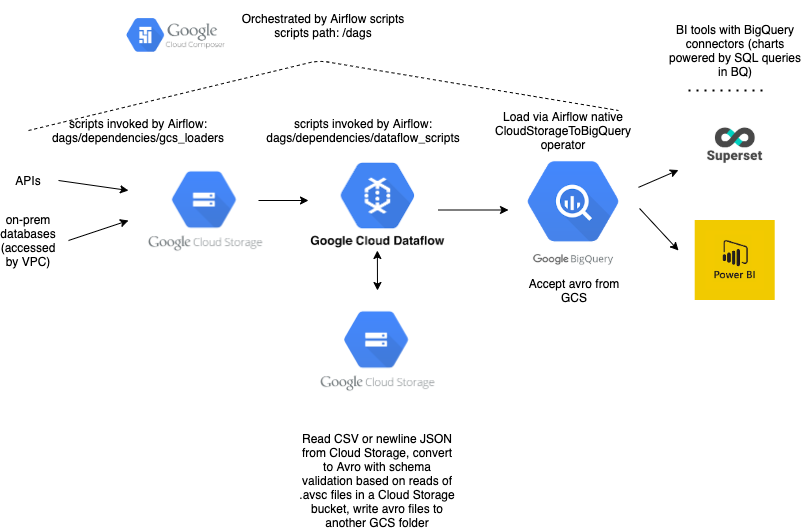 Orchestrated by Airflow scripts
scripts path: /dags
Google
Cloud Composer
BI tools with BigQuery
connectors (charts
powered by SQL queries
in BQ)
scripts invoked by Airflow:
dags/dependencies/gcs_loaders
scripts invoked by Airflow:
dags/dependencies/dataflow_scripts
Load via Airflow native
CloudStorageToBigQuery
operator
Superset
APIs
on-prem
databases
(accessed
by VPC)
Google Cloud Storage
Google Cloud Dataflow
Google BigQuery
Power BI
Accept avro from
GCS
Google Cloud Storage
Read CSV or newline JSON
from Cloud Storage, convert
to Avro with schema
validation based on reads of
.avsc files in a Cloud Storage
bucket, write avro files to
another GCS folder